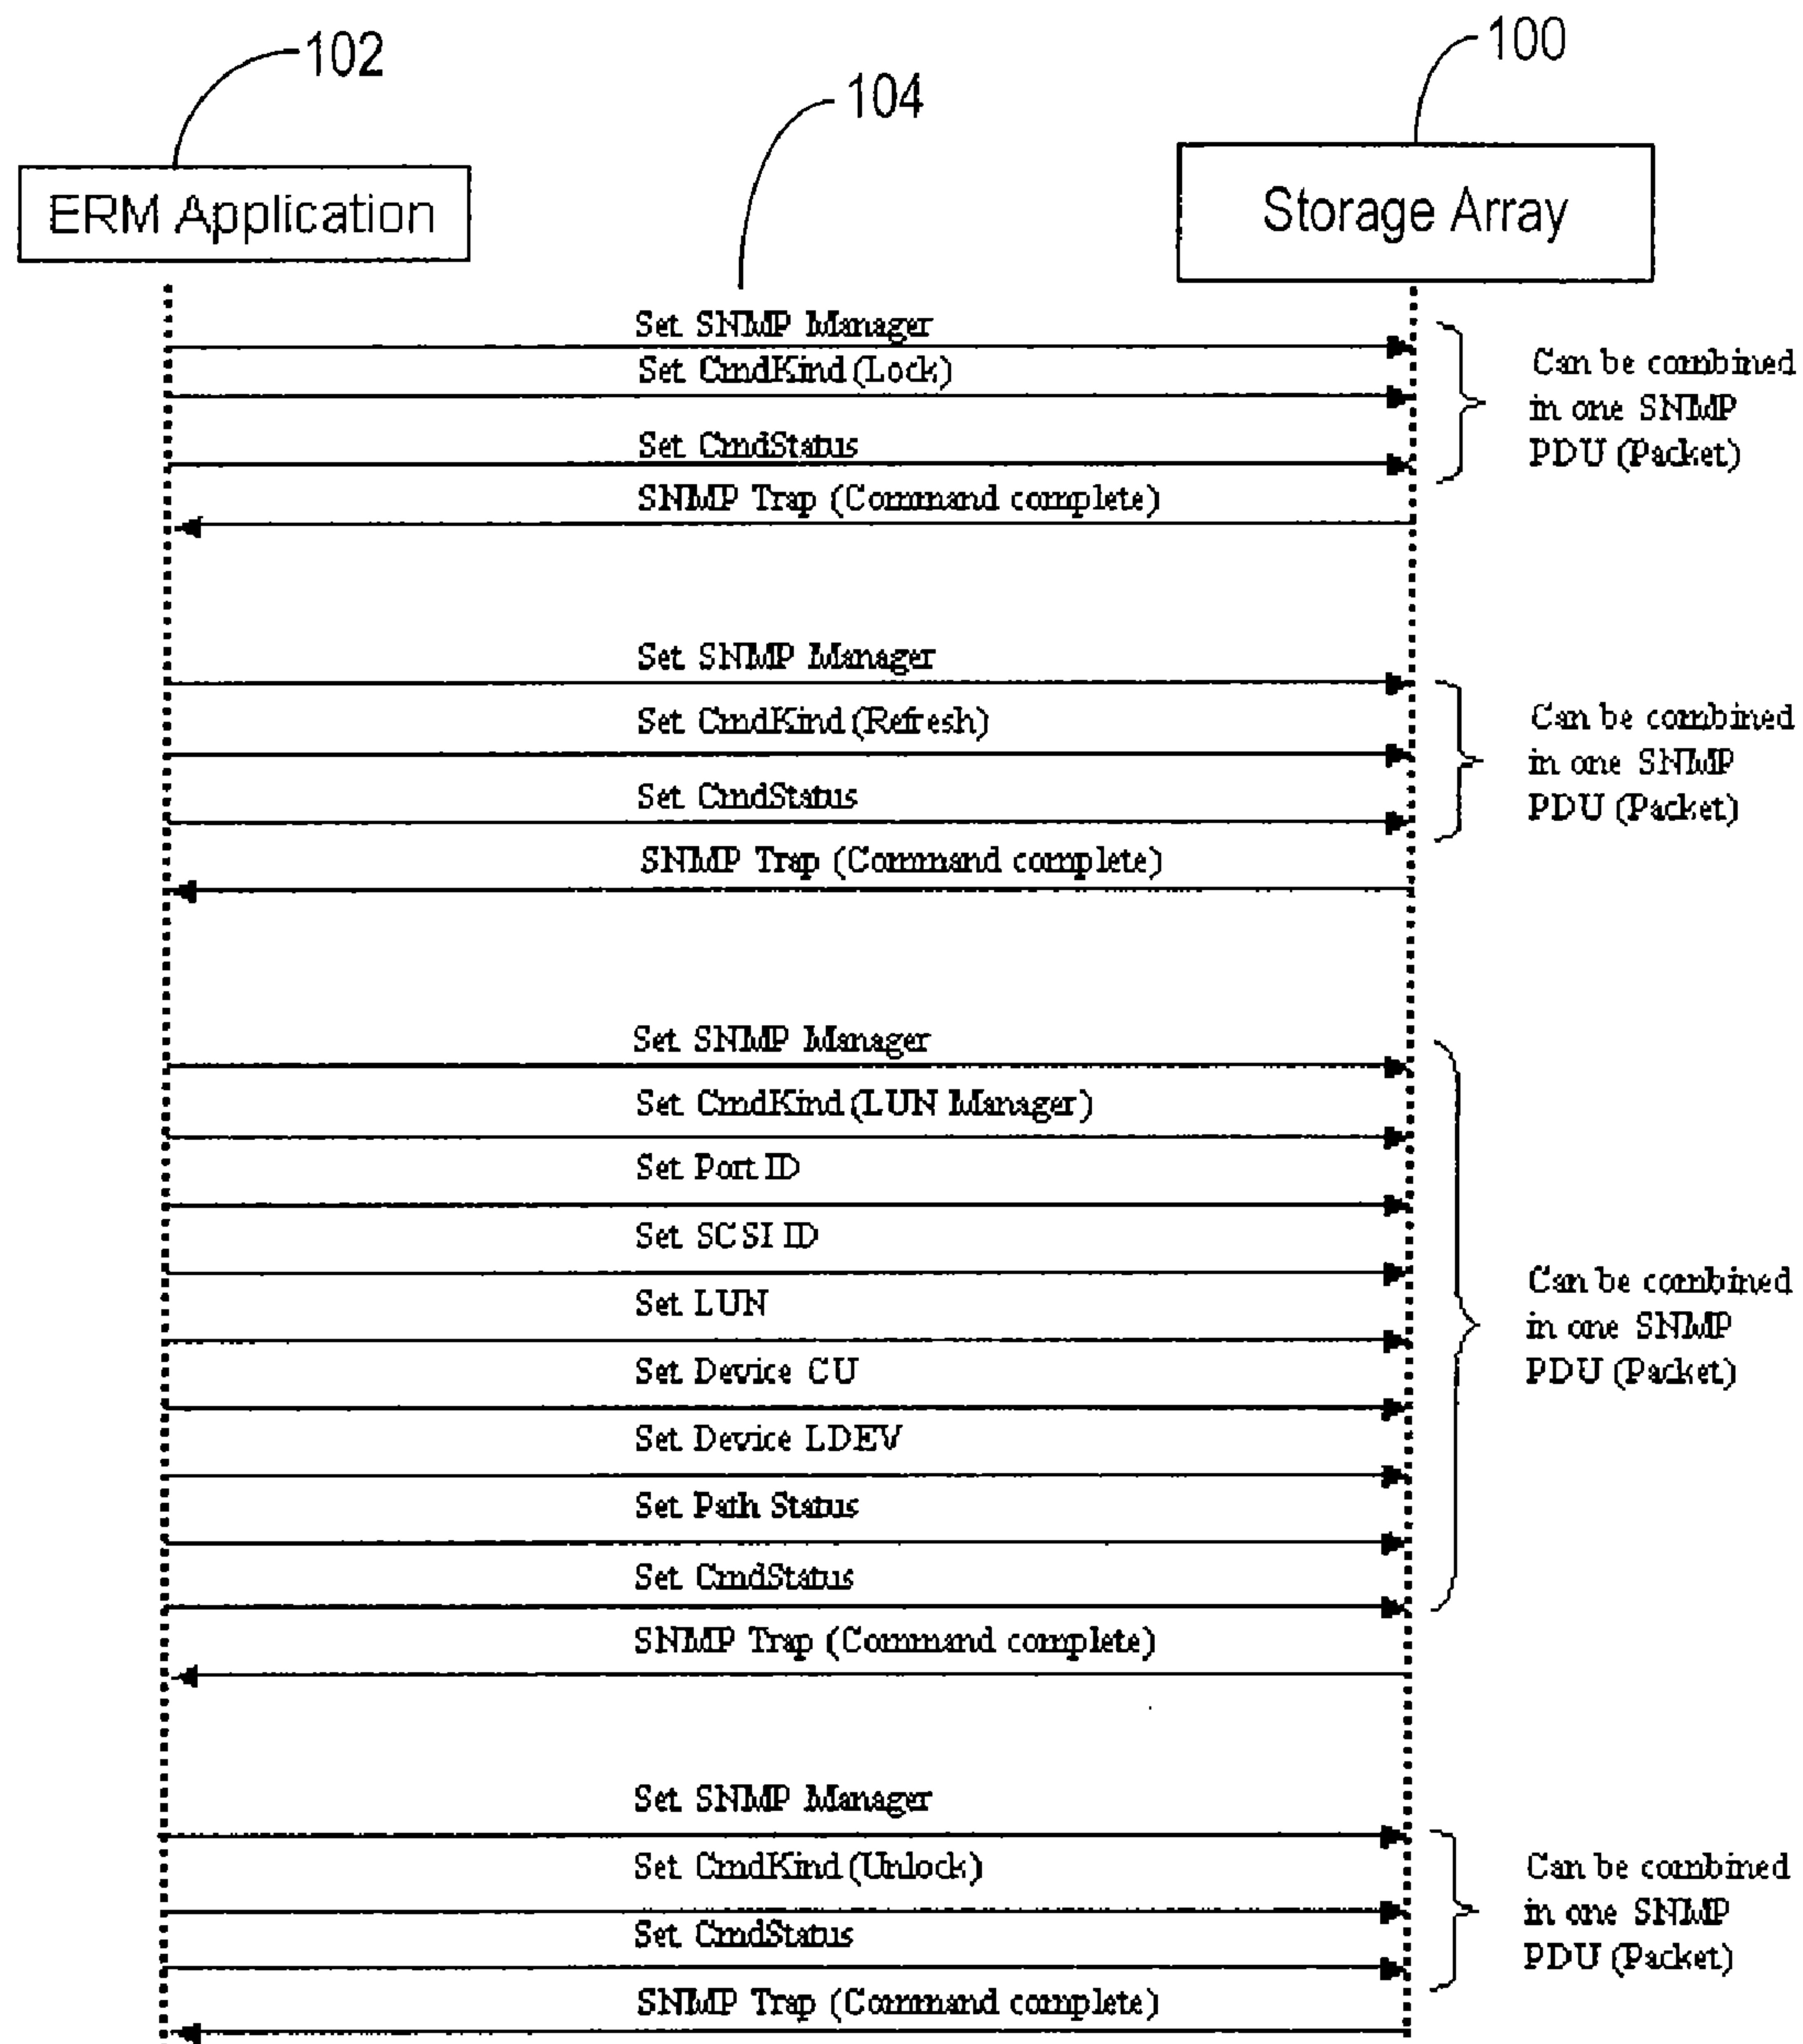 102
104
100
ERM Application
Storage Array
Set SNMP Manager
Set CmdKind (Lock)
Set CmdStatus
SNMP Trap (Command complete)
Can be combined
in one SNMP
PDU (Packet)
Set SNMP Manager
Set CmdKind (Refresh)
Set CmdStatus
SNMP Trap (Command complete)
Can be combined
in one SNMP
PDU (Packet)
Set SNMP Manager
Set CmdKind (LUN Manager)
Set Port ID
Set SCSI ID
Set LUN
Set Device CU
Set Device LDEV
Set Path Status
Set CmdStatus
SNMP Trap (Command complete)
Can be combined
in one SNMP
PDU (Packet)
Set SNMP Manager
Set CmdKind (Unlock)
Set CmdStatus
SNMP Trap (Command complete)
Can be combined
in one SNMP
PDU (Packet)